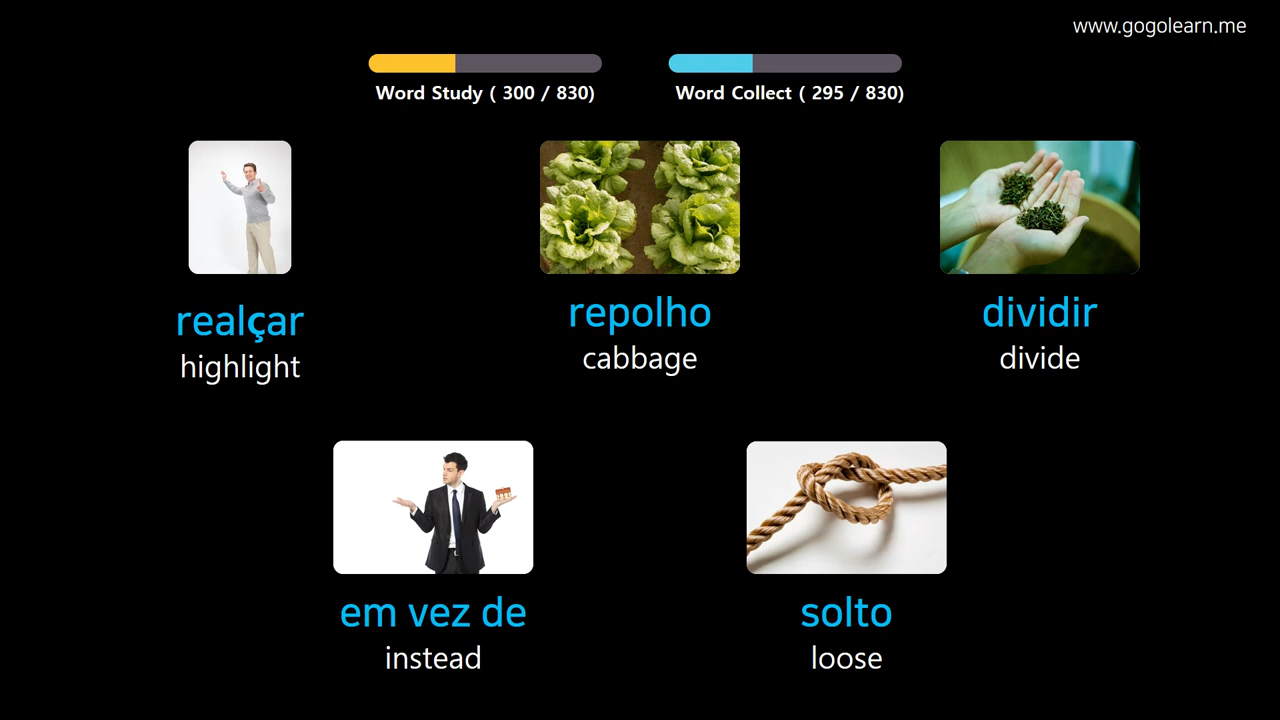 www.gogolearn.me
Word Study ( 300 / 830)
Word Collect ( 295 / 830)
realçar
highlight
repolho
cabbage
dividir
divide
em vez de
instead
solto
loose